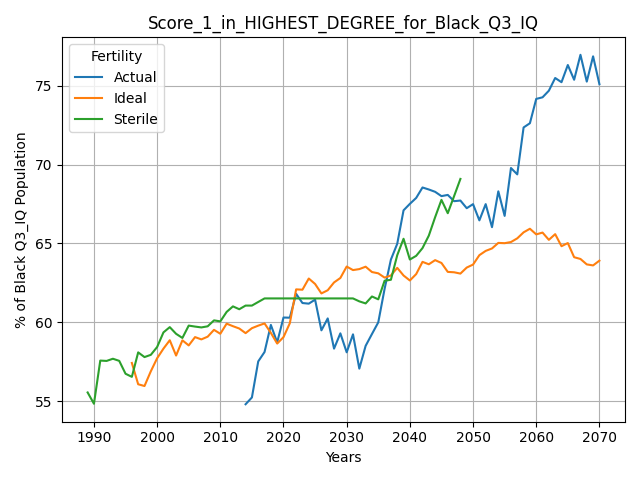 Score_1_in_HIGHEST_DEGREE_for_Black_Q3_IQ
Fertility
Actual
Ideal
Sterile
% of Black Q3_IQ Population
75
70
65
60
55
1990
2000
2010
2020
2030
2040
2050
2060
2070
Years